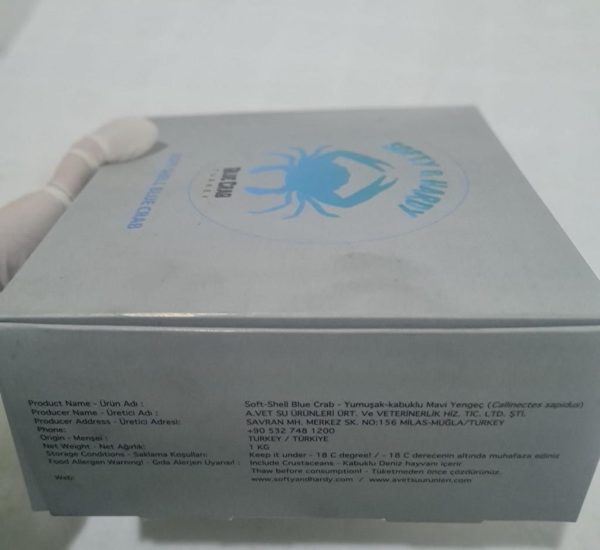 SOFTY & HARDY
BLUE CRAB
TURKEY
SOFT-SHELL BLUE CRAB
Product Name - Ürün Adı : Soft-Shell Blue Crab - Yumuşak-kabuklu Mavi Yengeç (Callinectes sapidus)
Producer Name - Üretici Adı : A.VET SU ÜRÜNLERİ ÜRT. Ve VETERİNERLİK HİZ. TİC. LTD. ŞTİ.
Producer Address - Üretici Adresi: SAVRAN MH. MERKEZ SK. NO:156 MİLAS-MUĞLA/TURKEY
Phone: +90 532 748 1200
Origin - Menşei : TURKEY / TÜRKİYE
Net Weight - Net Ağırlık: 1 KG
Storage Conditions - Saklama Koşulları: Keep it under - 18 C degree! / - 18 C derecenin altında muhafaza ediniz
Food Allergen Warning! - Gıda Alerjen Uyarısı! : Include Crustaceans - Kabuklu Deniz hayvanı içerir
Thaw before consumption! - Tüketmeden önce çözdürünüz.
Web: www.softyandhardy.com / www.avetsuurunleri.com